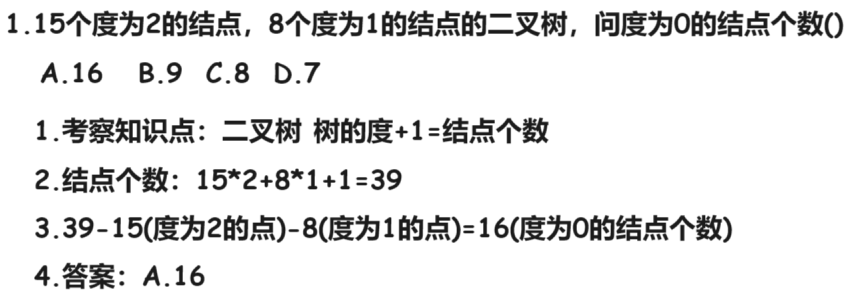 1.15个度为2的结点，8个度为1的结点的二叉树，问度为0的结点个数()
A.16 B.9 C.8 D.7
1.考察知识点：二叉树 树的度+1=结点个数
2.结点个数：15*2+8*1+1=39
3.39-15(度为2的点)-8(度为1的点)=16(度为0的结点个数)
4.答案：A.16